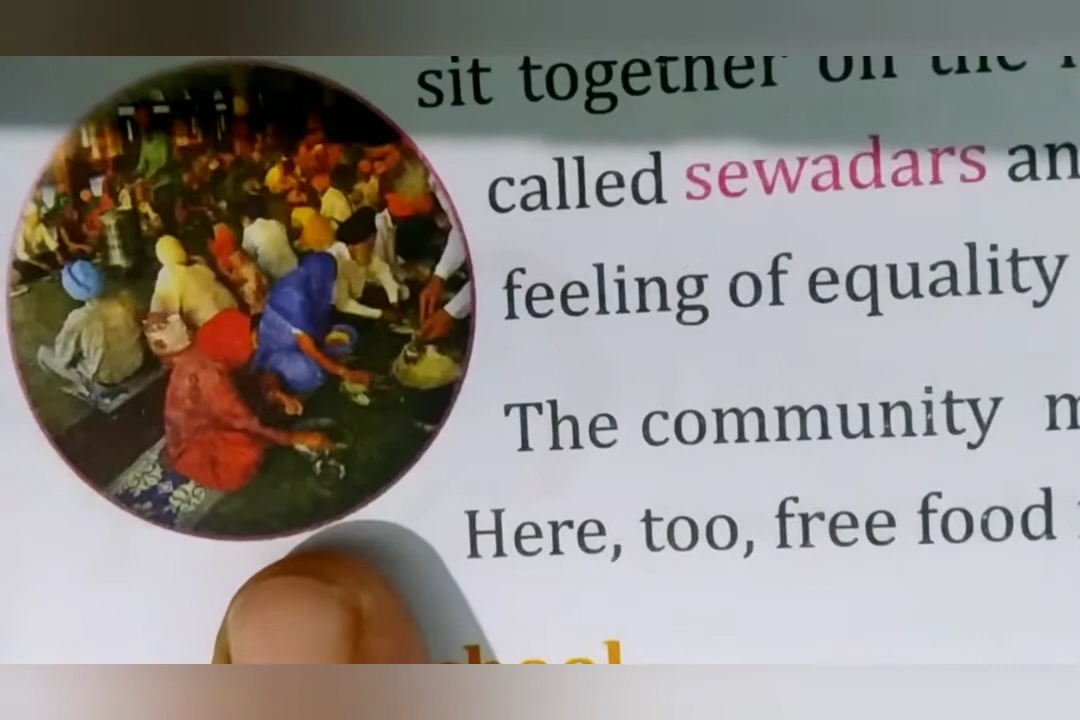 sit together on the
called sewadars an
feeling of equality
The community m
Here, too, free food